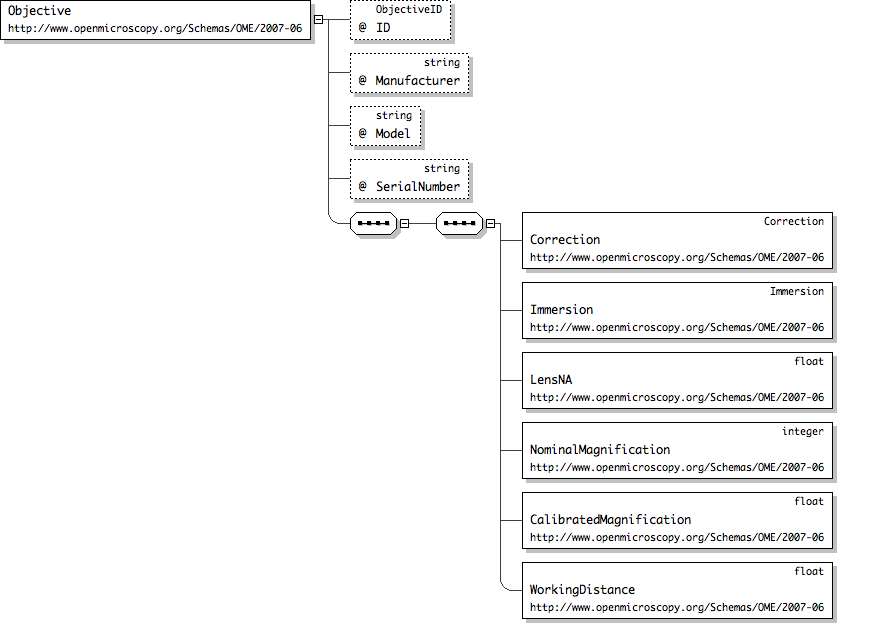 Objective
http://www.openmicroscopy.org/Schemas/OME/2007-06
ObjectiveID
@ ID
string
@ Manufacturer
string
@ Model
string
@ SerialNumber
Correction
Correction
http://www.openmicroscopy.org/Schemas/OME/2007-06
Immersion
Immersion
http://www.openmicroscopy.org/Schemas/OME/2007-06
float
LensNA
http://www.openmicroscopy.org/Schemas/OME/2007-06
integer
NominalMagnification
http://www.openmicroscopy.org/Schemas/OME/2007-06
float
CalibratedMagnification
http://www.openmicroscopy.org/Schemas/OME/2007-06
float
WorkingDistance
http://www.openmicroscopy.org/Schemas/OME/2007-06